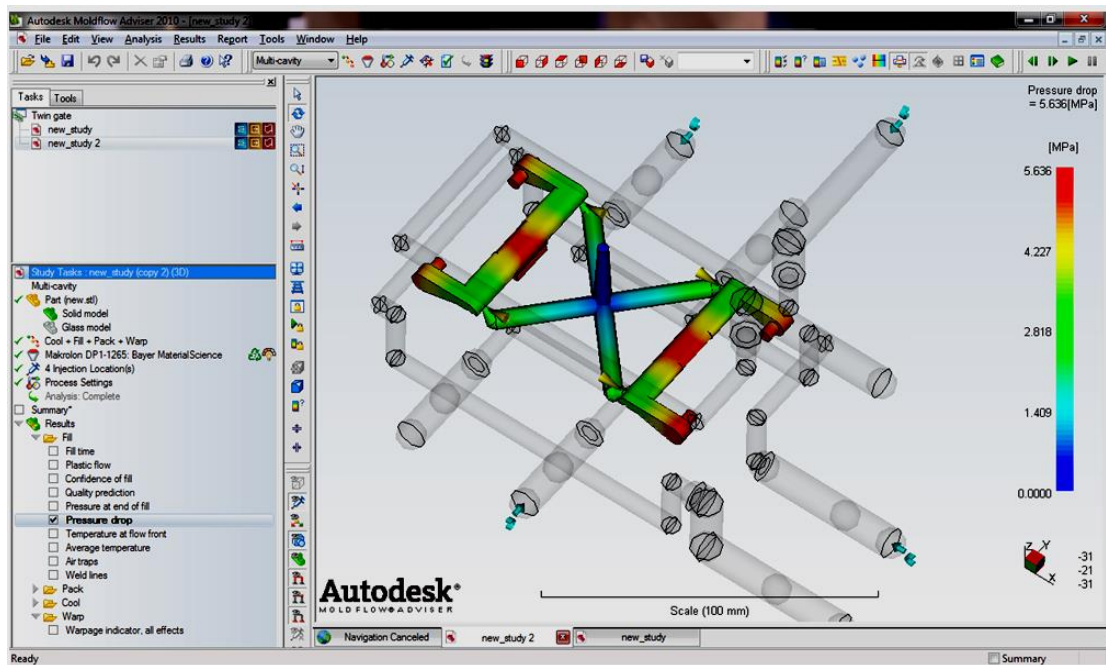 Autodesk Moldflow Adviser 2010 - [new_study 2]
File Edit View Analysis Results Report Tools Window Help
Multi-cavity
Tasks Tools
Twin gate
new_study
new_study 2
Study Tasks : new_study (copy 2) (3D)
Multi-cavity
Part (new.stl)
Solid model
Glass model
Cool + Fill + Pack + Warp
Makrolon DP1-1265: Bayer MaterialScience
4 Injection Location(s)
Process Settings
Analysis: Complete
Summary*
Results
Fill
Fill time
Plastic flow
Confidence of fill
Quality prediction
Pressure at end of fill
Pressure drop
Temperature at flow front
Average temperature
Air traps
Weld lines
Pack
Cool
Warp
Warpage indicator, all effects
Pressure drop
= 5.636[MPa]
[MPa]
5.636
4.227
2.818
1.409
0.0000
Z Y
X
-31
-21
-31
Autodesk®
MOLDFLOW®ADVISER
Scale (100 mm)
Navigation Canceled new_study 2 new_study
Ready Summary